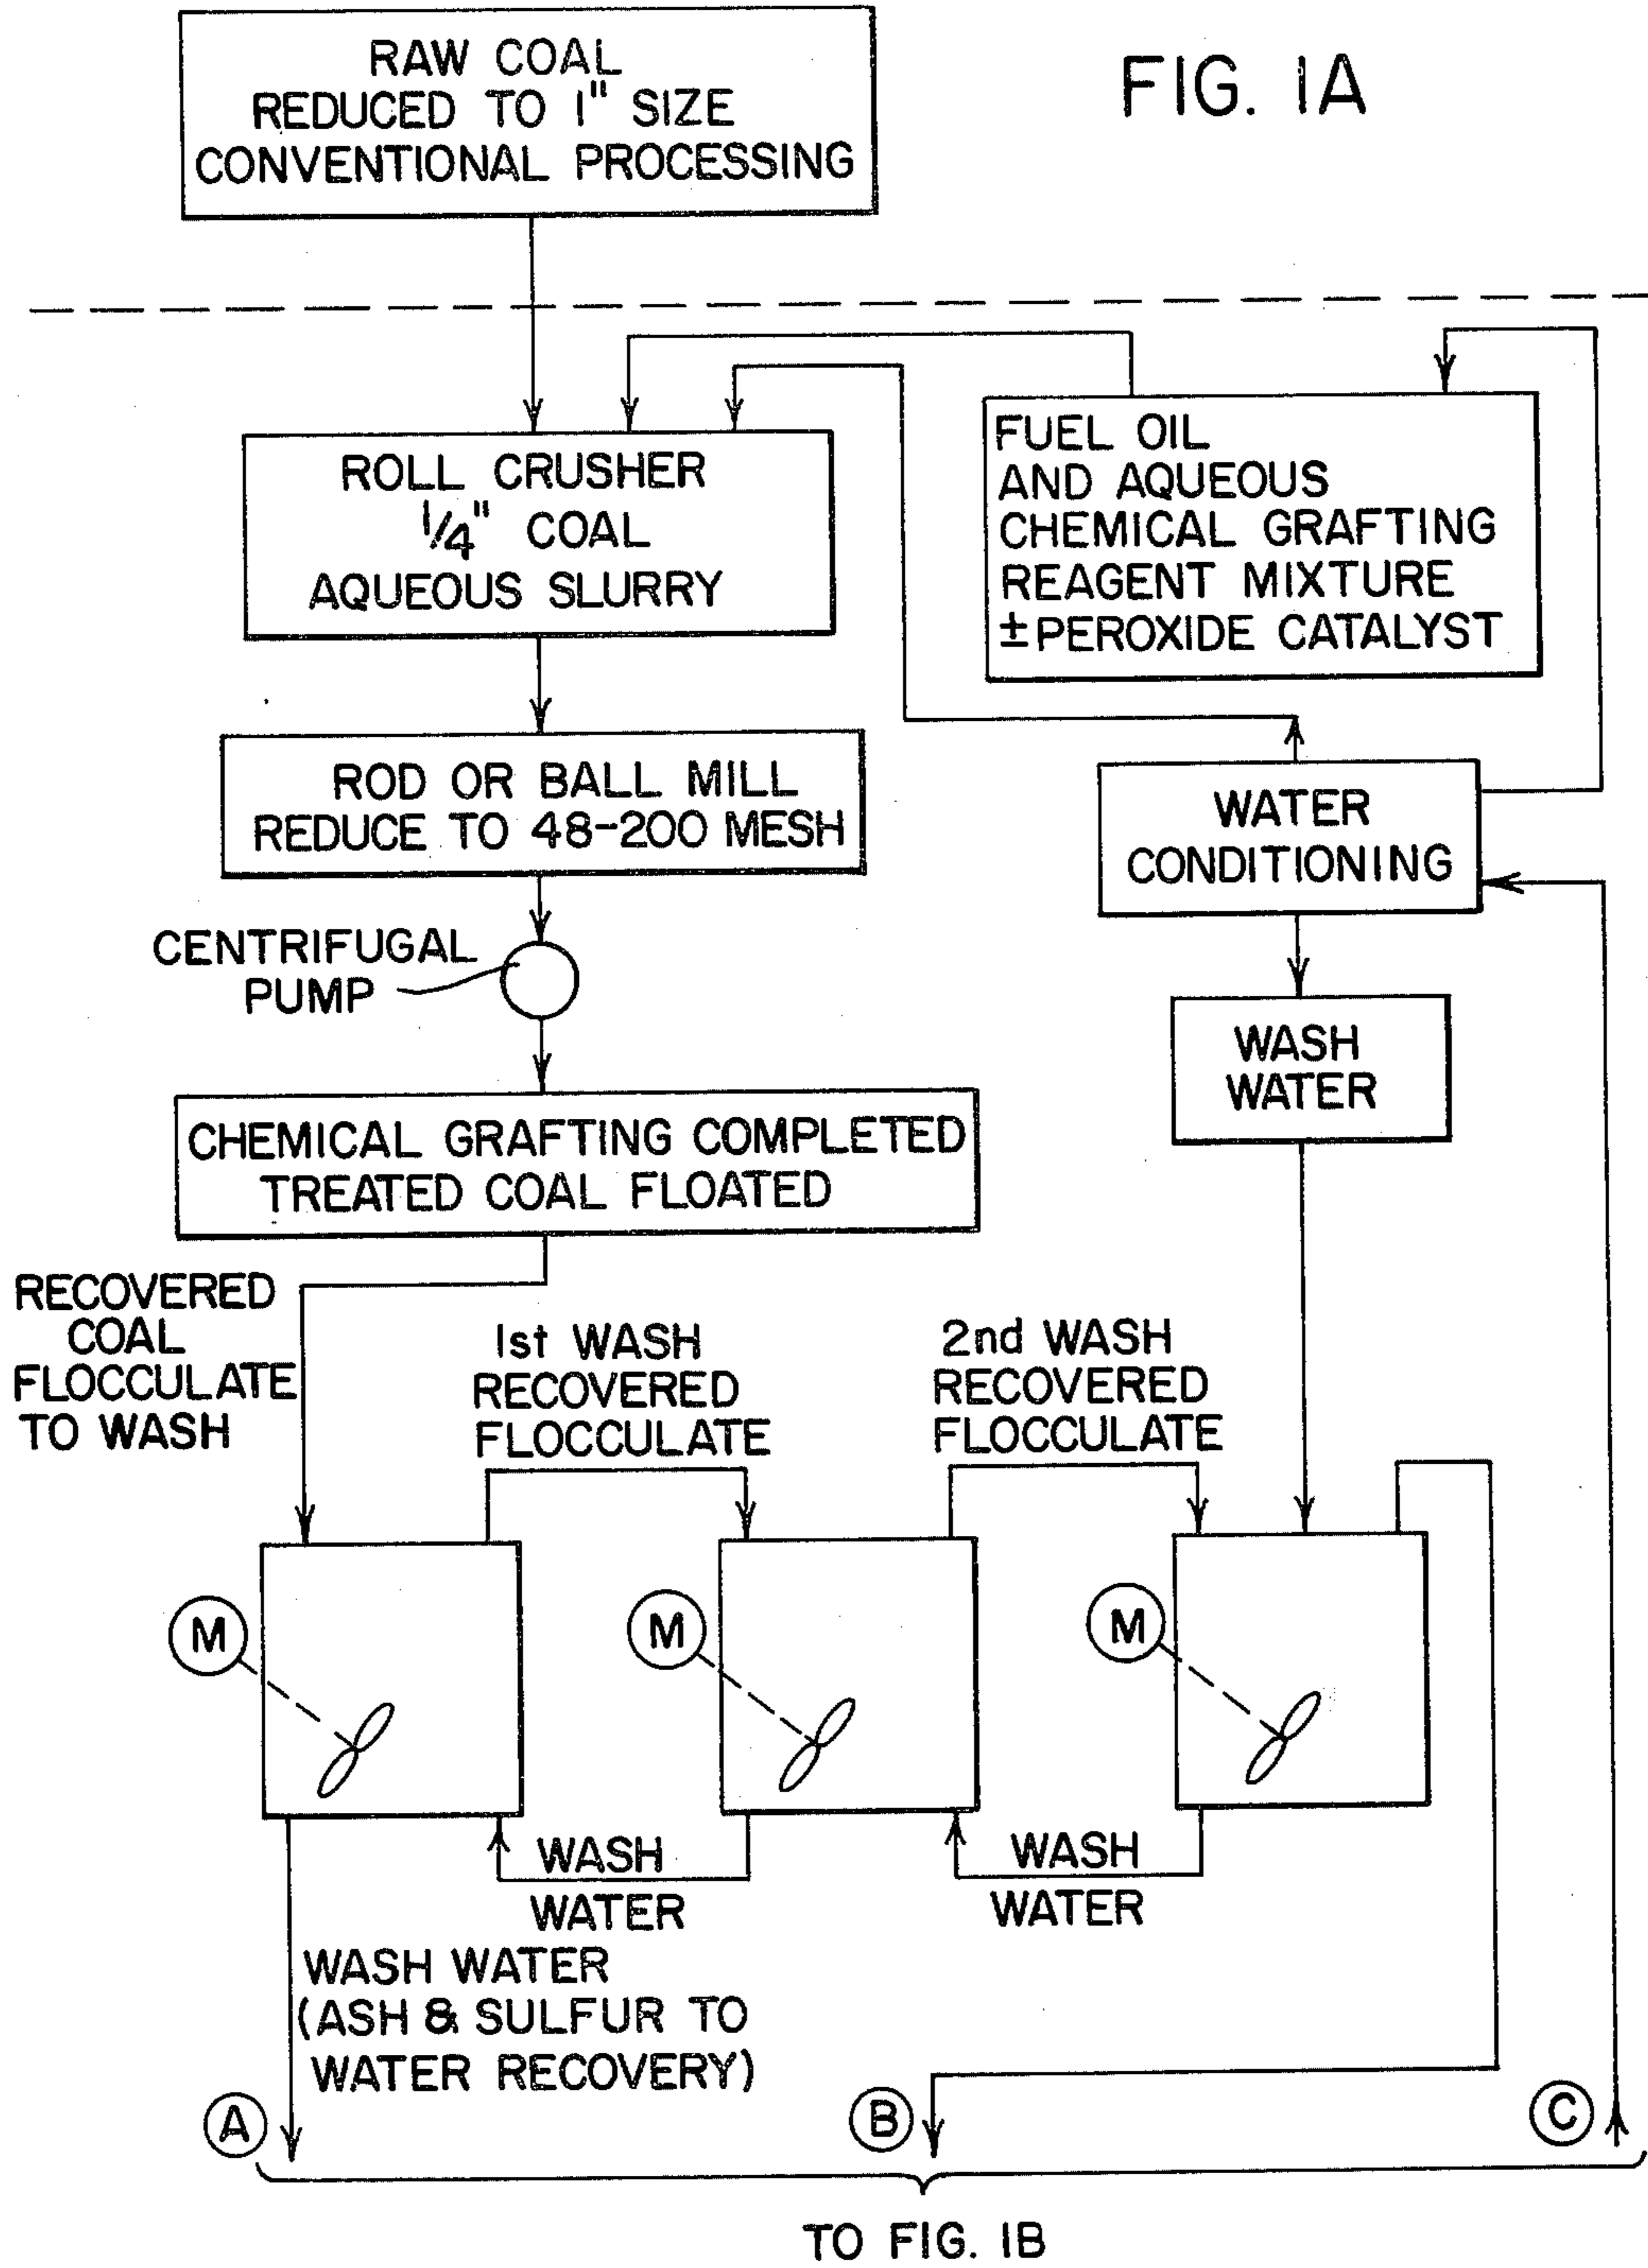 FIG. 1A
RAW COAL
REDUCED TO 1" SIZE
CONVENTIONAL PROCESSING
ROLL CRUSHER
1/4" COAL
AQUEOUS SLURRY
FUEL OIL
AND AQUEOUS
CHEMICAL GRAFTING
REAGENT MIXTURE
±PEROXIDE CATALYST
ROD OR BALL MILL
REDUCE TO 48-200 MESH
WATER
CONDITIONING
CENTRIFUGAL
PUMP
WASH
WATER
CHEMICAL GRAFTING COMPLETED
TREATED COAL FLOATED
RECOVERED
COAL
FLOCCULATE
TO WASH
1st WASH
RECOVERED
FLOCCULATE
2nd WASH
RECOVERED
FLOCCULATE
M
M
M
WASH
WATER
WASH
WATER
WASH WATER
(ASH & SULFUR TO
WATER RECOVERY)
A
B
C
TO FIG. 1B